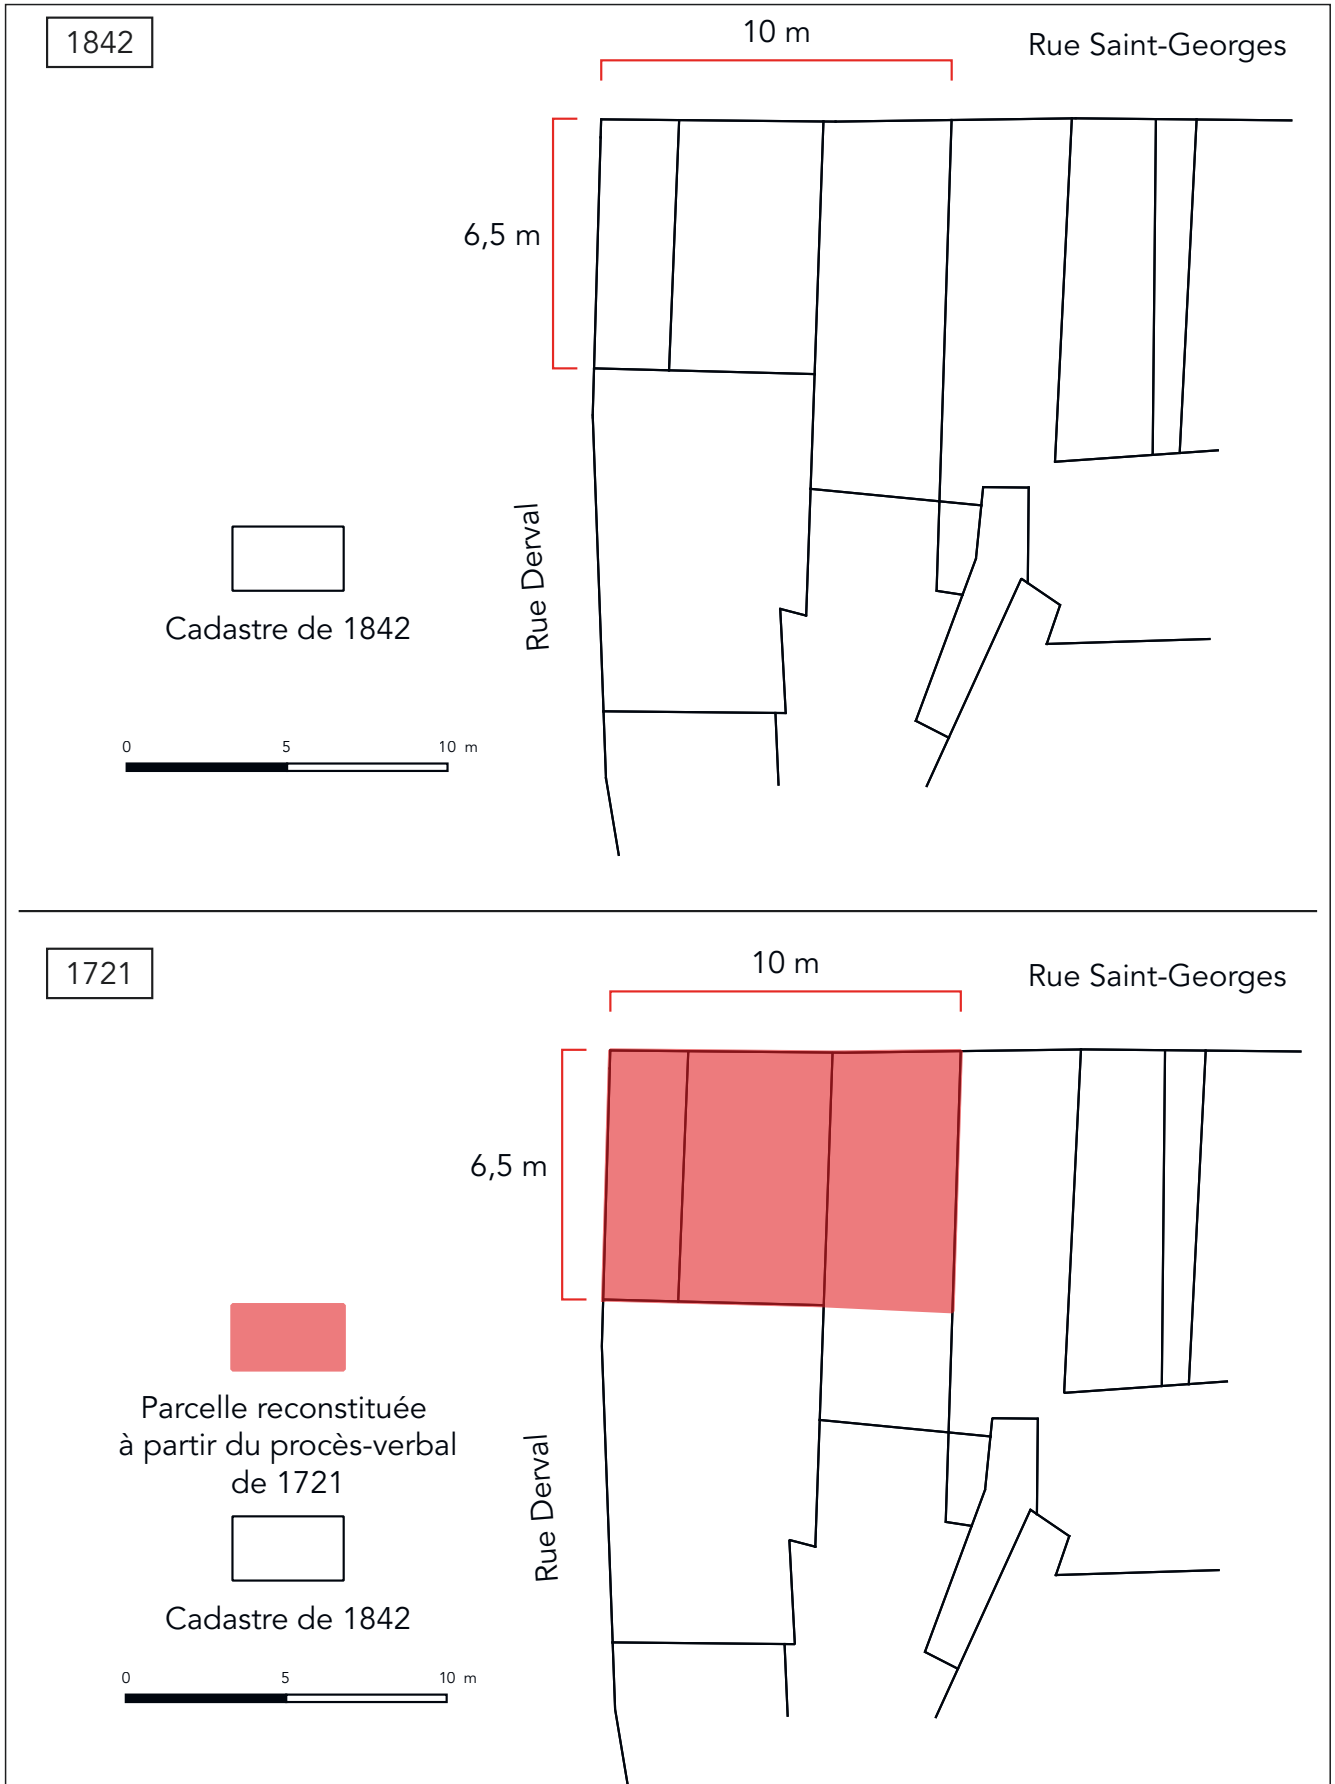 1842
10 m
Rue Saint-Georges
6,5 m
Rue Derval
Cadastre de 1842
0 5 10 m
1721
10 m
Rue Saint-Georges
6,5 m
Parcelle reconstituée
à partir du procès-verbal
de 1721
Rue Derval
Cadastre de 1842
0 5 10 m